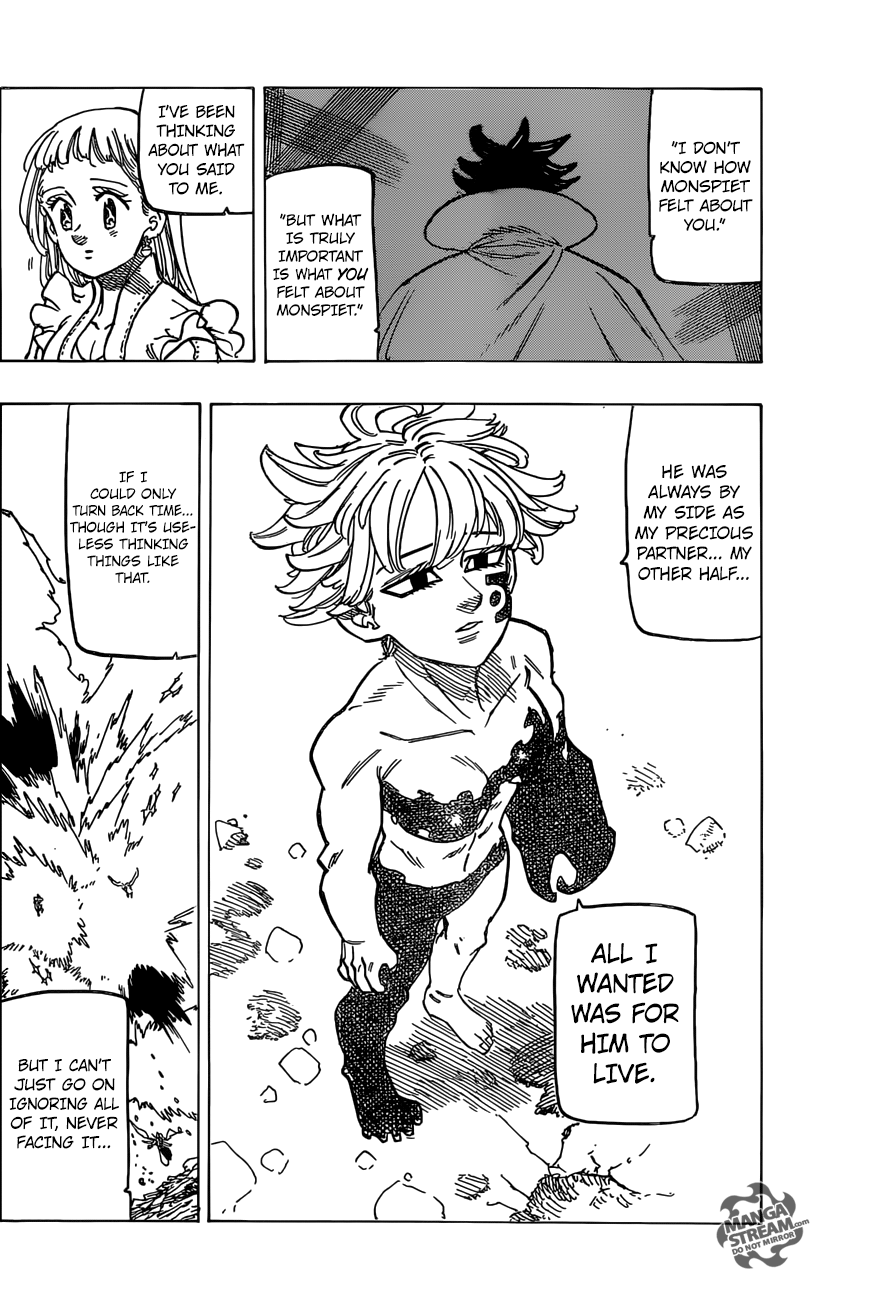 "I DON'T
KNOW HOW
MONSPIET
FELT ABOUT
YOU."
"BUT WHAT
IS TRULY
IMPORTANT
IS WHAT YOU
FELT ABOUT
MONSPIET."
I'VE BEEN
THINKING
ABOUT WHAT
YOU SAID
TO ME.
HE WAS
ALWAYS BY
MY SIDE AS
MY PRECIOUS
PARTNER... MY
OTHER HALF...
ALL I
WANTED
WAS FOR
HIM TO
LIVE.
IF I
COULD ONLY
TURN BACK TIME...
THOUGH IT'S USE-
LESS THINKING
THINGS LIKE
THAT.
BUT I CAN'T
JUST GO ON
IGNORING ALL
OF IT, NEVER
FACING IT...
MANGA
STREAM.com
DO NOT MIRROR